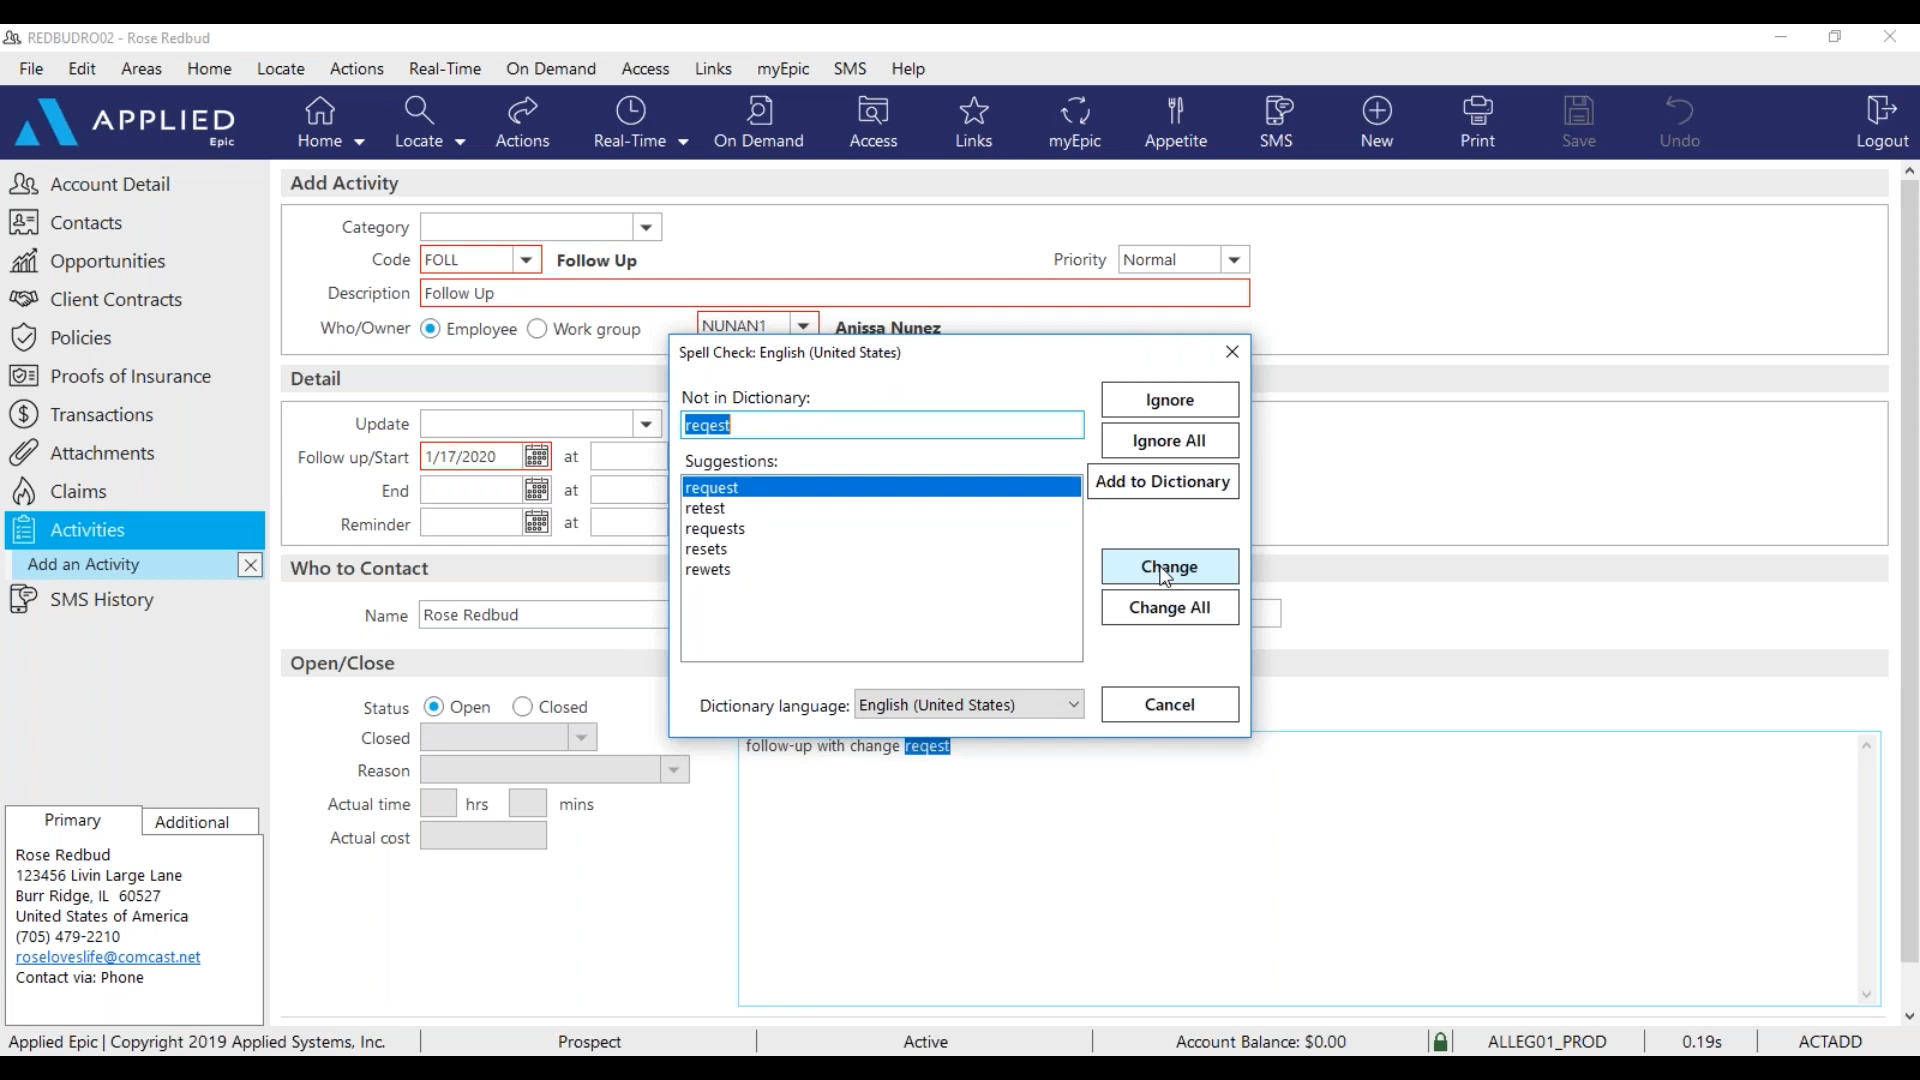 REDBUDRO02 - Rose Redbud
File Edit Areas Home Locate Actions Real-Time On Demand Access Links myEpic SMS Help
APPLIED
Epic
Home Locate Actions Real-Time On Demand Access Links myEpic Appetite SMS New Print Save Undo Logout
Account Detail
Contacts
Opportunities
Client Contracts
Policies
Proofs of Insurance
Transactions
Attachments
Claims
Activities
Add an Activity
SMS History
Add Activity
Category
Code FOLL Follow Up Priority Normal
Description Follow Up
Who/Owner Employee Work group NUNAN1 Anissa Nunez
Detail
Update
Follow up/Start 1/17/2020 at
End at
Reminder at
Who to Contact
Name Rose Redbud
Open/Close
Status Open Closed
Closed
Reason
Actual time hrs mins
Actual cost
follow-up with change reqest
Spell Check: English (United States)
Not in Dictionary:
reqest
Suggestions:
request
retest
requests
resets
rewets
Ignore
Ignore All
Add to Dictionary
Change
Change All
Dictionary language: English (United States)
Cancel
Primary Additional
Rose Redbud
123456 Livin Large Lane
Burr Ridge, IL 60527
United States of America
(705) 479-2210
roseloveslife@comcast.net
Contact via: Phone
Applied Epic | Copyright 2019 Applied Systems, Inc. Prospect Active Account Balance: $0.00 ALLEG01_PROD 0.19s ACTADD